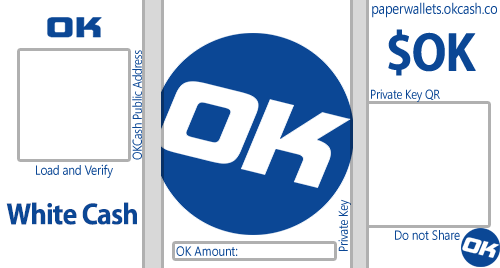 OK
OKCash Public Address
Load and Verify
White Cash
OK
OK Amount:
Private Key
paperwallets.okcash.co
$OK
Private Key QR
Do not Share
OK